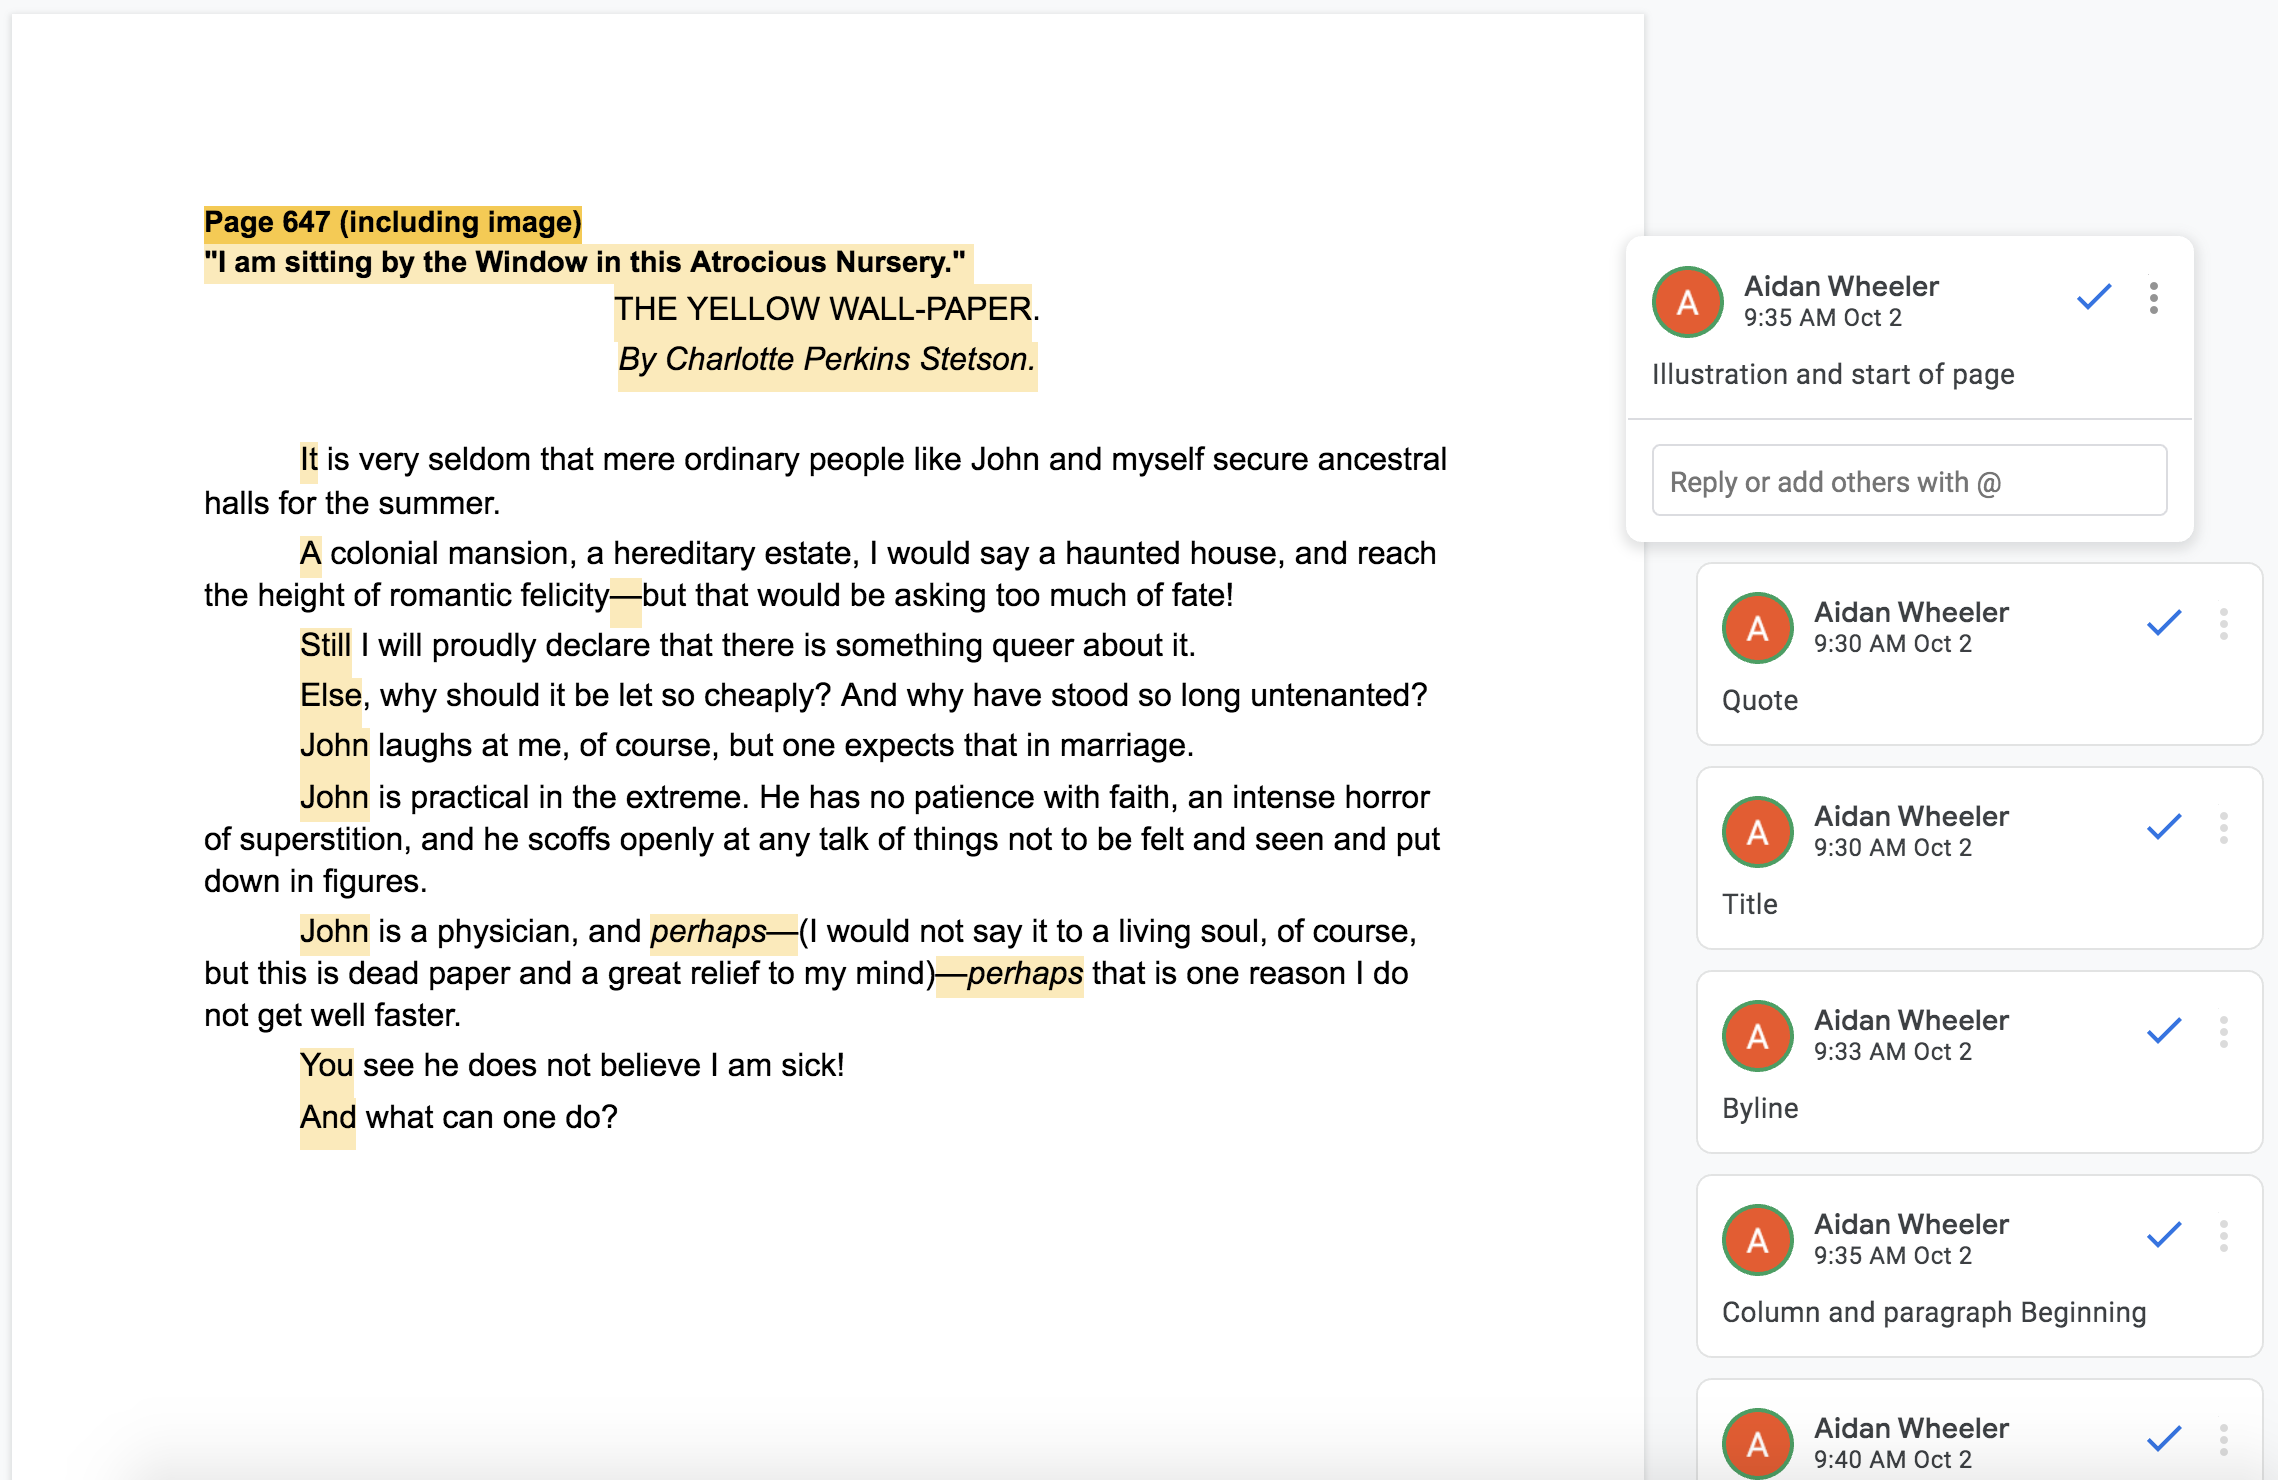 Page 647 (including image)
"I am sitting by the Window in this Atrocious Nursery."
THE YELLOW WALL-PAPER.
By Charlotte Perkins Stetson.
It is very seldom that mere ordinary people like John and myself secure ancestral
halls for the summer.
A colonial mansion, a hereditary estate, I would say a haunted house, and reach
the height of romantic felicity—but that would be asking too much of fate!
Still I will proudly declare that there is something queer about it.
Else, why should it be let so cheaply? And why have stood so long untenanted?
John laughs at me, of course, but one expects that in marriage.
John is practical in the extreme. He has no patience with faith, an intense horror
of superstition, and he scoffs openly at any talk of things not to be felt and seen and put
down in figures.
John is a physician, and perhaps—(I would not say it to a living soul, of course,
but this is dead paper and a great relief to my mind)—perhaps that is one reason I do
not get well faster.
You see he does not believe I am sick!
And what can one do?
A
Aidan Wheeler
9:35 AM Oct 2
Illustration and start of page
Reply or add others with @
A
Aidan Wheeler
9:30 AM Oct 2
Quote
A
Aidan Wheeler
9:30 AM Oct 2
Title
A
Aidan Wheeler
9:33 AM Oct 2
Byline
A
Aidan Wheeler
9:35 AM Oct 2
Column and paragraph Beginning
A
Aidan Wheeler
9:40 AM Oct 2